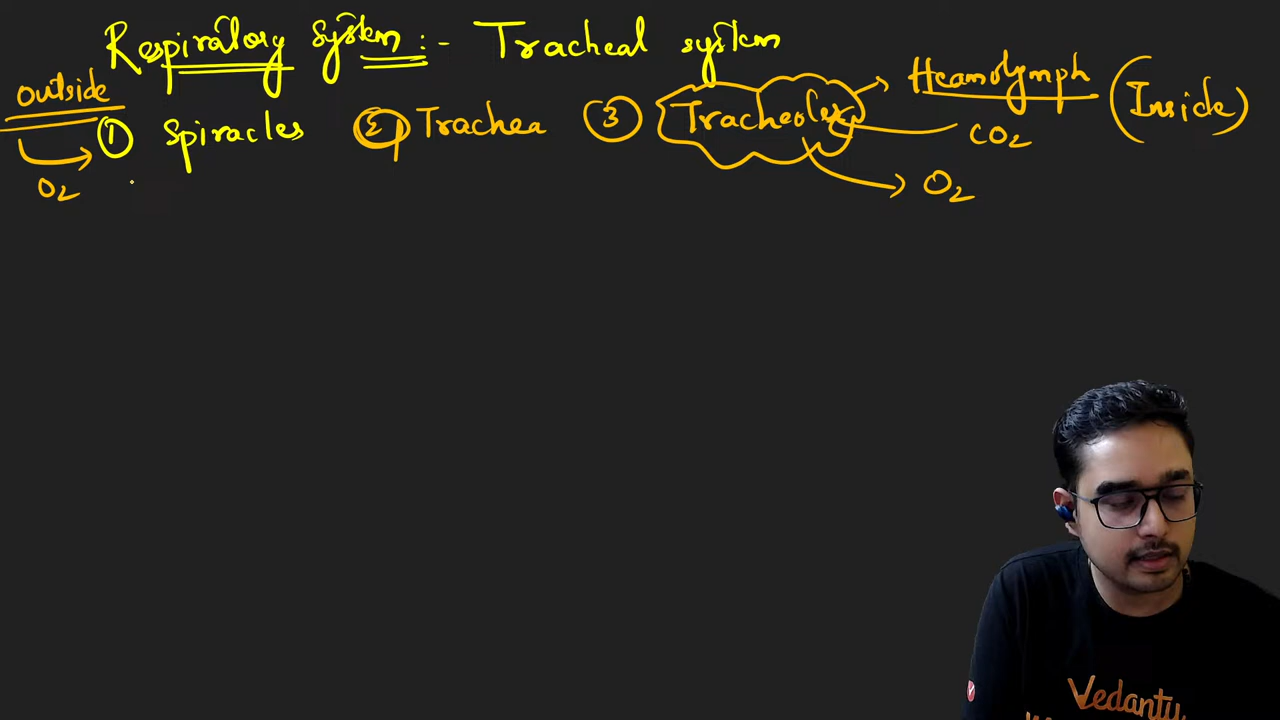 Respiratory System :- Tracheal system
outside
① Spiracles ② Trachea ③ Tracheoles Heamolymph (Inside)
O2 O2 CO2
Vedantu